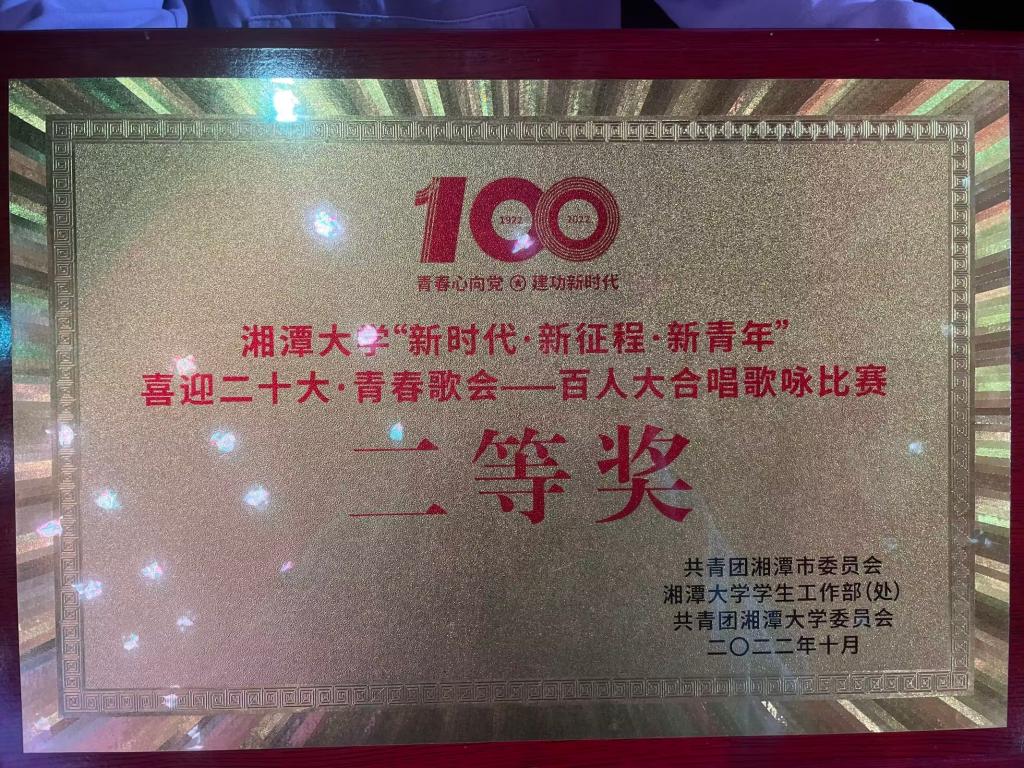 100
1922 2022
青春心向党 建功新时代
湘潭大学“新时代·新征程·新青年”
喜迎二十大·青春歌会——百人大合唱歌咏比赛
二等奖
共青团湘潭市委员会
湘潭大学学生工作部(处)
共青团湘潭大学委员会
二〇二二年十月